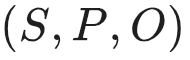 (S, P, O)